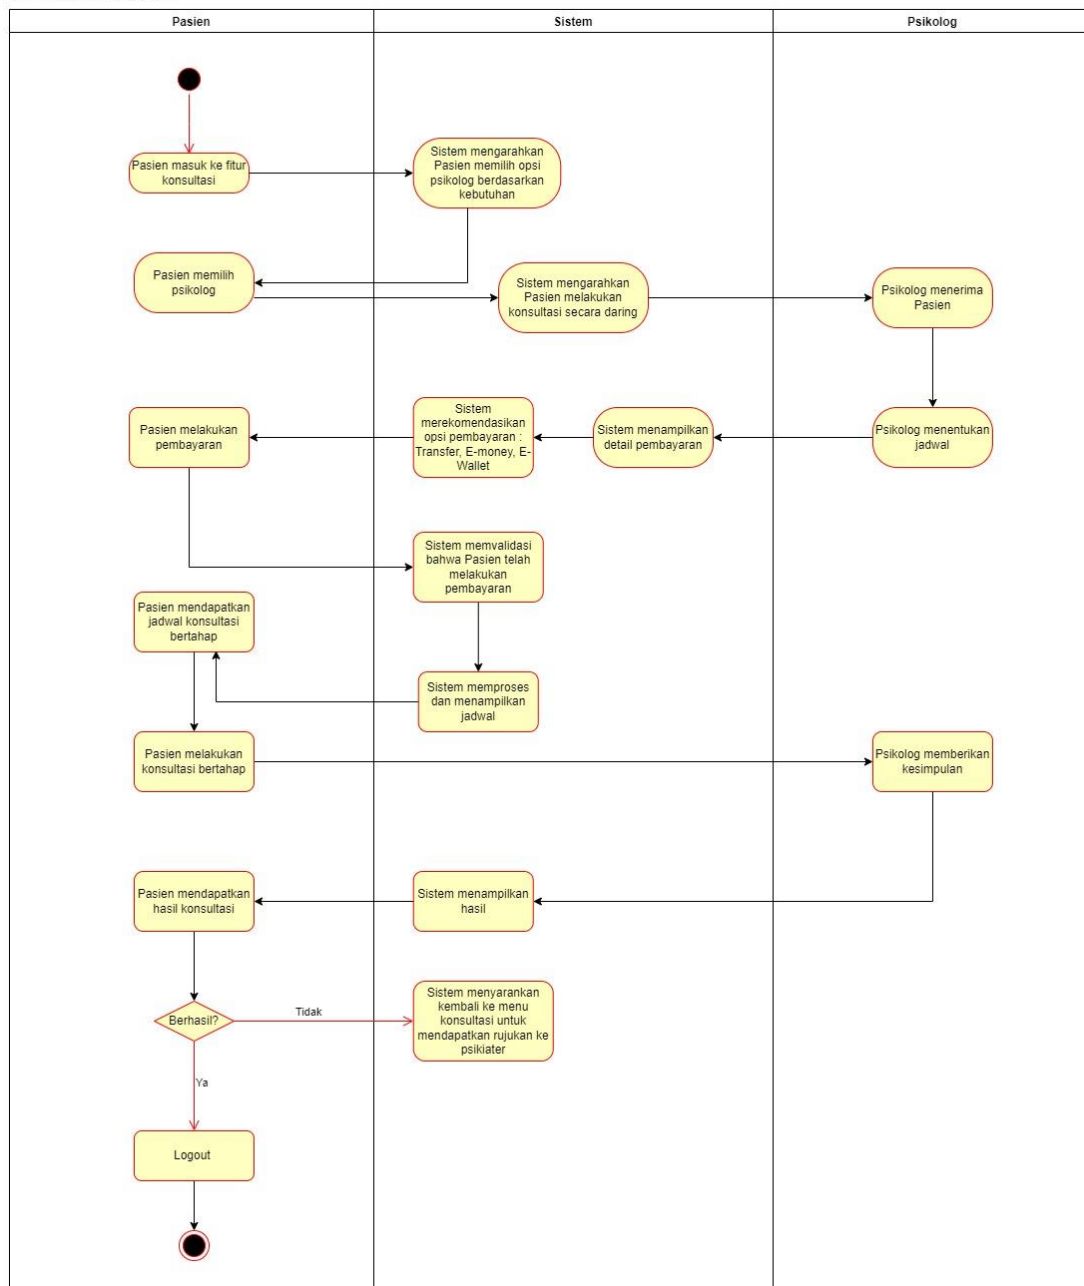 Pasien
Sistem
Psikolog
Pasien masuk ke fitur
konsultasi
Sistem mengarahkan
Pasien memilih opsi
psikolog berdasarkan
kebutuhan
Pasien memilih
psikolog
Sistem mengarahkan
Pasien melakukan
konsultasi secara daring
Psikolog menerima
Pasien
Psikolog menentukan
jadwal
Sistem menampilkan
detail pembayaran
Sistem
merekomendasikan
opsi pembayaran :
Transfer, E-money, E-
Wallet
Pasien melakukan
pembayaran
Sistem memvalidasi
bahwa Pasien telah
melakukan
pembayaran
Sistem memproses
dan menampilkan
jadwal
Pasien mendapatkan
jadwal konsultasi
bertahap
Pasien melakukan
konsultasi bertahap
Psikolog memberikan
kesimpulan
Sistem menampilkan
hasil
Pasien mendapatkan
hasil konsultasi
Berhasil?
Tidak
Sistem menyarankan
kembali ke menu
konsultasi untuk
mendapatkan rujukan ke
psikiater
Ya
Logout